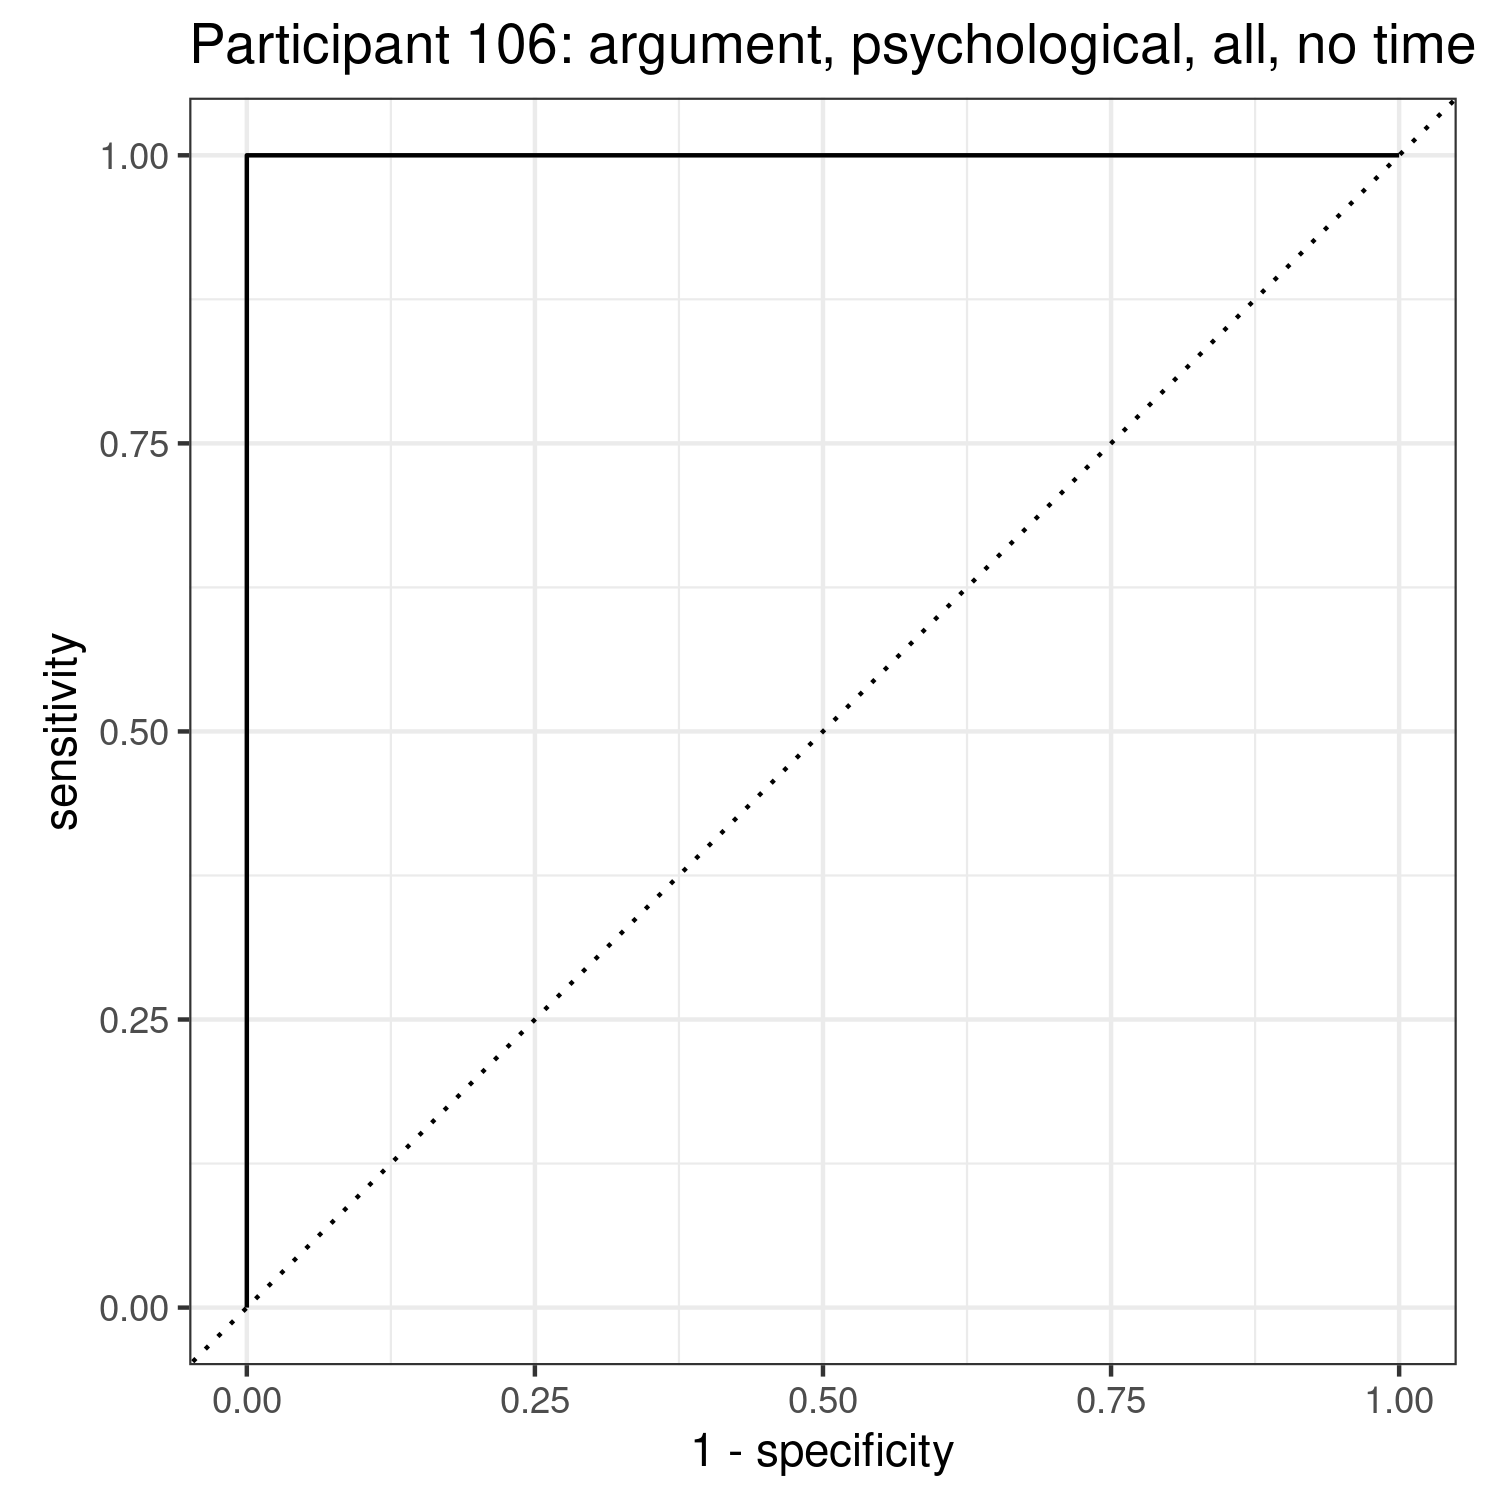 Participant 106: argument, psychological, all, no time
1.00
0.75
0.50
0.25
0.00
sensitivity
0.00 0.25 0.50 0.75 1.00
1 - specificity